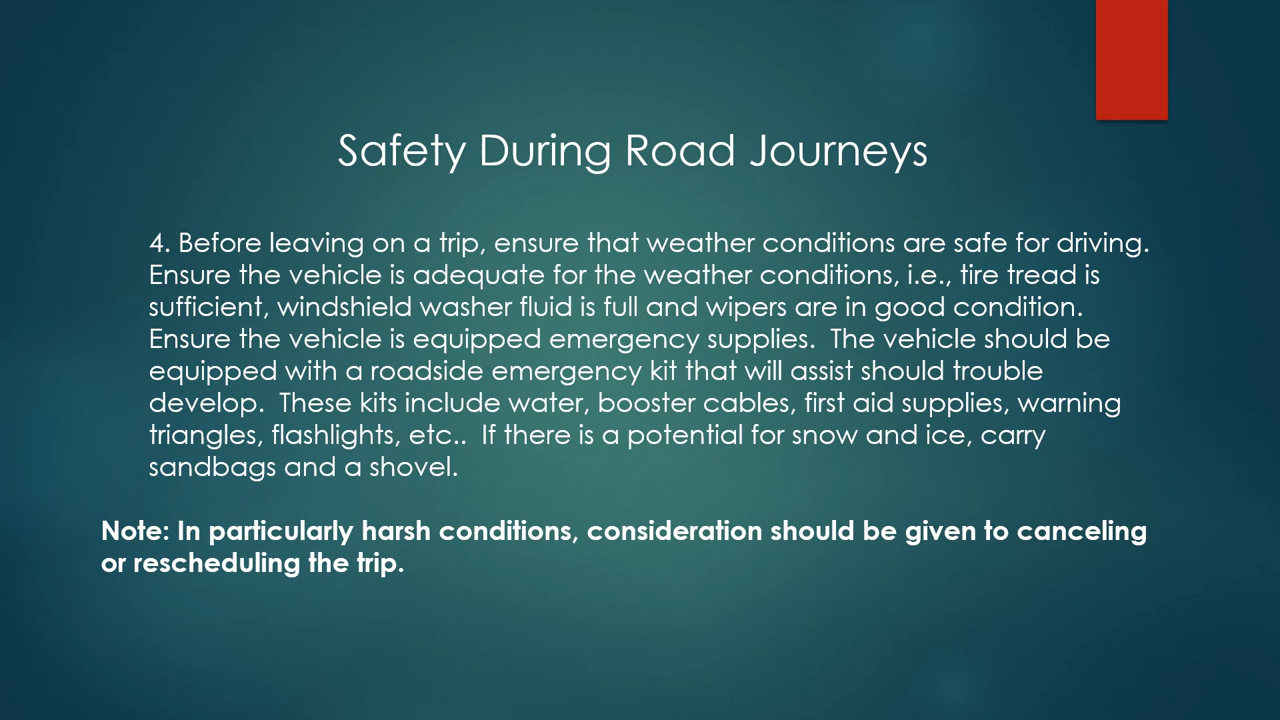 Safety During Road Journeys
4. Before leaving on a trip, ensure that weather conditions are safe for driving.
Ensure the vehicle is adequate for the weather conditions, i.e., tire tread is
sufficient, windshield washer fluid is full and wipers are in good condition.
Ensure the vehicle is equipped emergency supplies.  The vehicle should be
equipped with a roadside emergency kit that will assist should trouble
develop.  These kits include water, booster cables, first aid supplies, warning
triangles, flashlights, etc..  If there is a potential for snow and ice, carry
sandbags and a shovel.
Note: In particularly harsh conditions, consideration should be given to canceling
or rescheduling the trip.